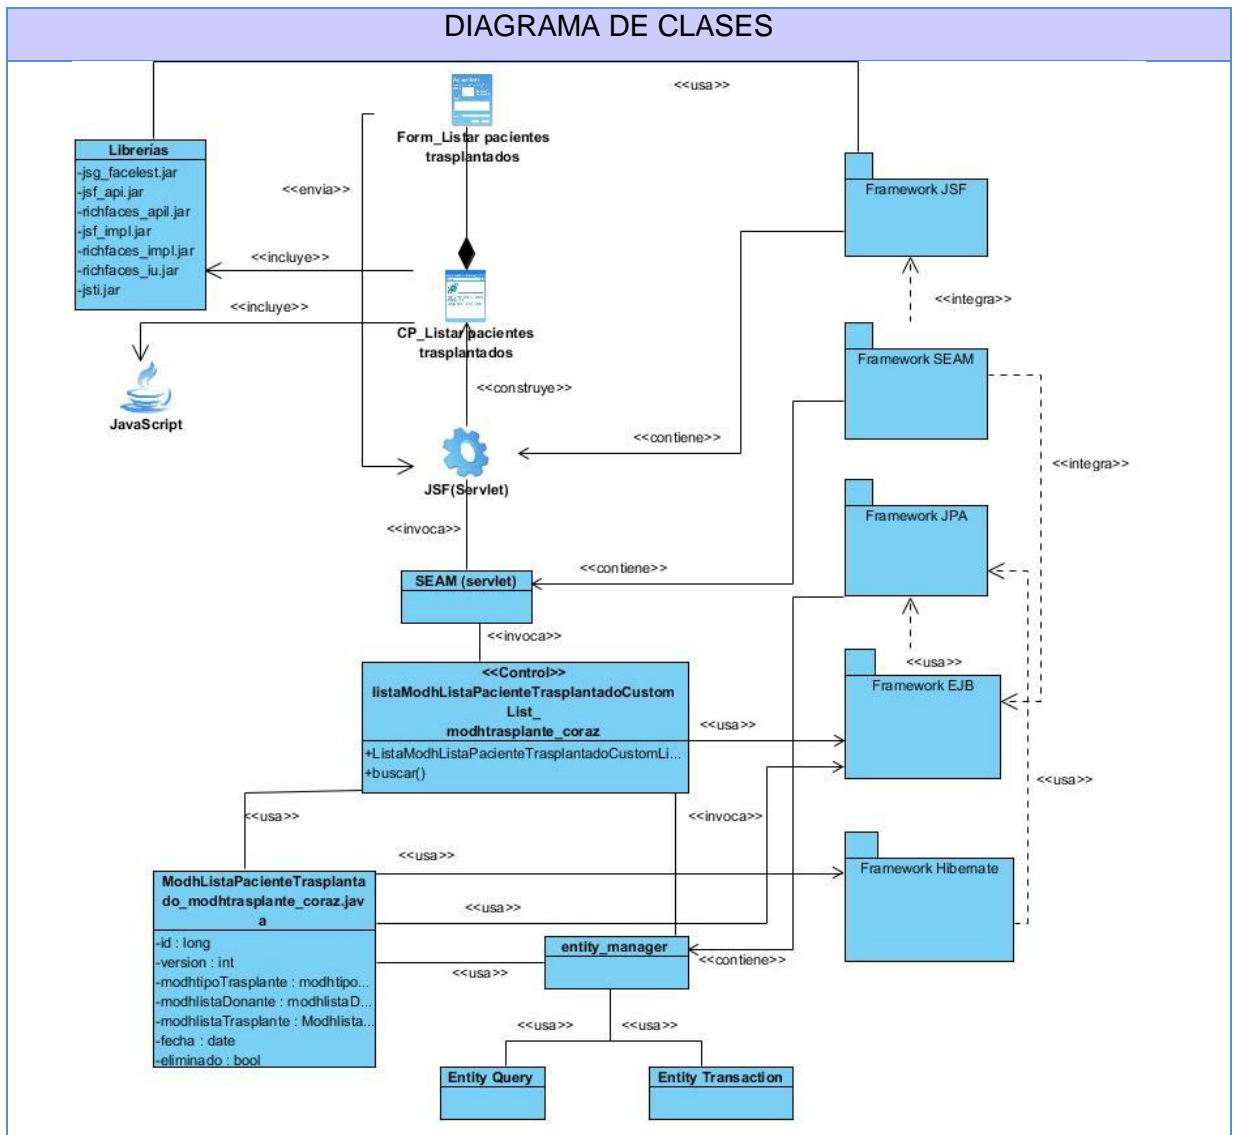 DIAGRAMA DE CLASES
<<usa>>
Form_Listar pacientes
trasplantados
Librerías
-jsg_facelest.jar
-jsf_api.jar
-richfaces_apil.jar
-jsf_impl.jar
-richfaces_impl.jar
-richfaces_iu.jar
-jsti.jar
<<envia>>
Framework JSF
<<incluye>>
<<incluye>>
<<integra>>
CP_Listar pacientes
trasplantados
Framework SEAM
JavaScript
<<construye>>
<<contiene>>
<<integra>>
JSF(Servlet)
Framework JPA
<<invoca>>
<<contiene>>
SEAM (servlet)
<<invoca>>
<<usa>>
<<Control>>
listaModhListaPacienteTrasplantadoCustom
List_
modhtrasplante_coraz
+ListaModhListaPacienteTrasplantadoCustomLi...
+buscar()
Framework EJB
<<usa>>
<<usa>>
<<usa>>
<<invoca>>
<<usa>>
Framework Hibernate
ModhListaPacienteTrasplanta
do_modhtrasplante_coraz.jav
a
-id : long
-version : int
-modhtipoTrasplante : modhtipo...
-modhlistaDonante : modhlistaD...
-modhlistaTrasplante : Modhlista...
-fecha : date
-eliminado : bool
<<usa>>
entity_manager
<<contiene>>
<<usa>>
<<usa>>
<<usa>>
Entity Query
Entity Transaction